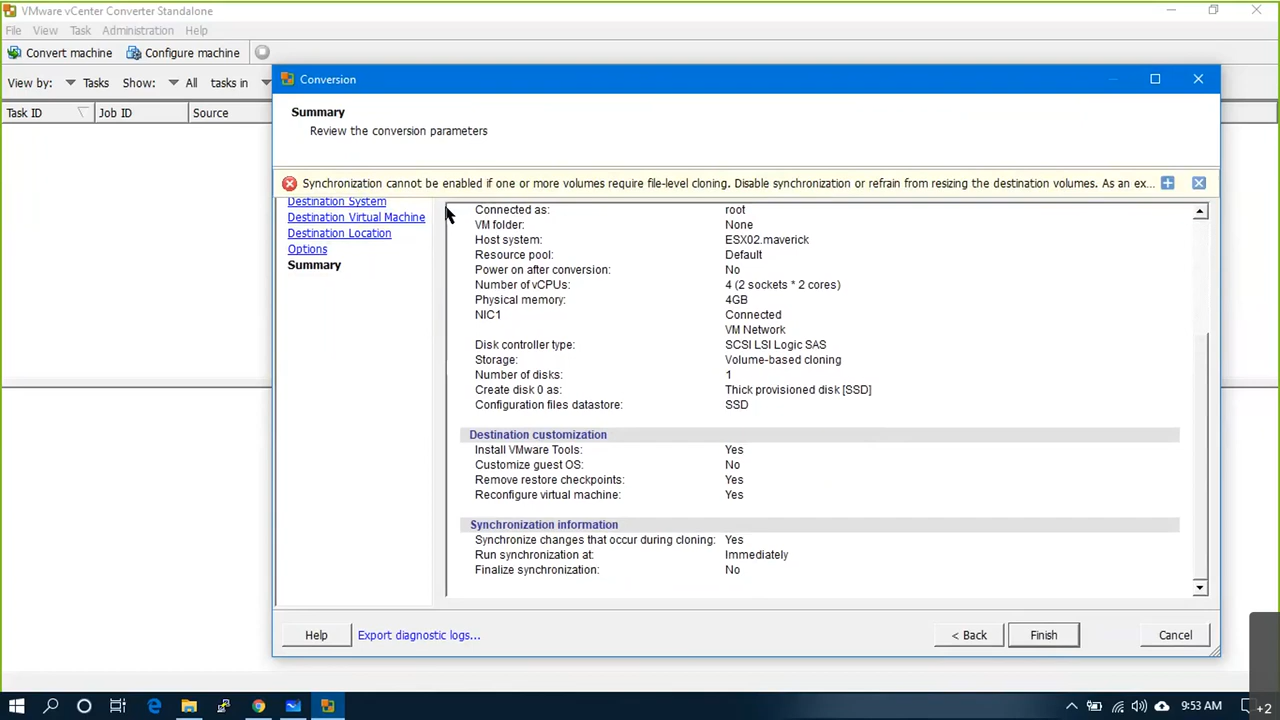 VMware vCenter Converter Standalone
File View Task Administration Help
Convert machine Configure machine
View by: Tasks Show: All tasks in
Task ID Job ID Source
Conversion
Summary
Review the conversion parameters
Synchronization cannot be enabled if one or more volumes require file-level cloning. Disable synchronization or refrain from resizing the destination volumes. As an ex...
Destination System
Destination Virtual Machine
Destination Location
Options
Summary
Connected as: root
VM folder: None
Host system: ESX02.maverick
Resource pool: Default
Power on after conversion: No
Number of vCPUs: 4 (2 sockets * 2 cores)
Physical memory: 4GB
NIC1 Connected
VM Network
Disk controller type: SCSI LSI Logic SAS
Storage: Volume-based cloning
Number of disks: 1
Create disk 0 as: Thick provisioned disk [SSD]
Configuration files datastore: SSD
Destination customization
Install VMware Tools: Yes
Customize guest OS: No
Remove restore checkpoints: Yes
Reconfigure virtual machine: Yes
Synchronization information
Synchronize changes that occur during cloning: Yes
Run synchronization at: Immediately
Finalize synchronization: No
Help Export diagnostic logs... < Back Finish Cancel
9:53 AM
+2